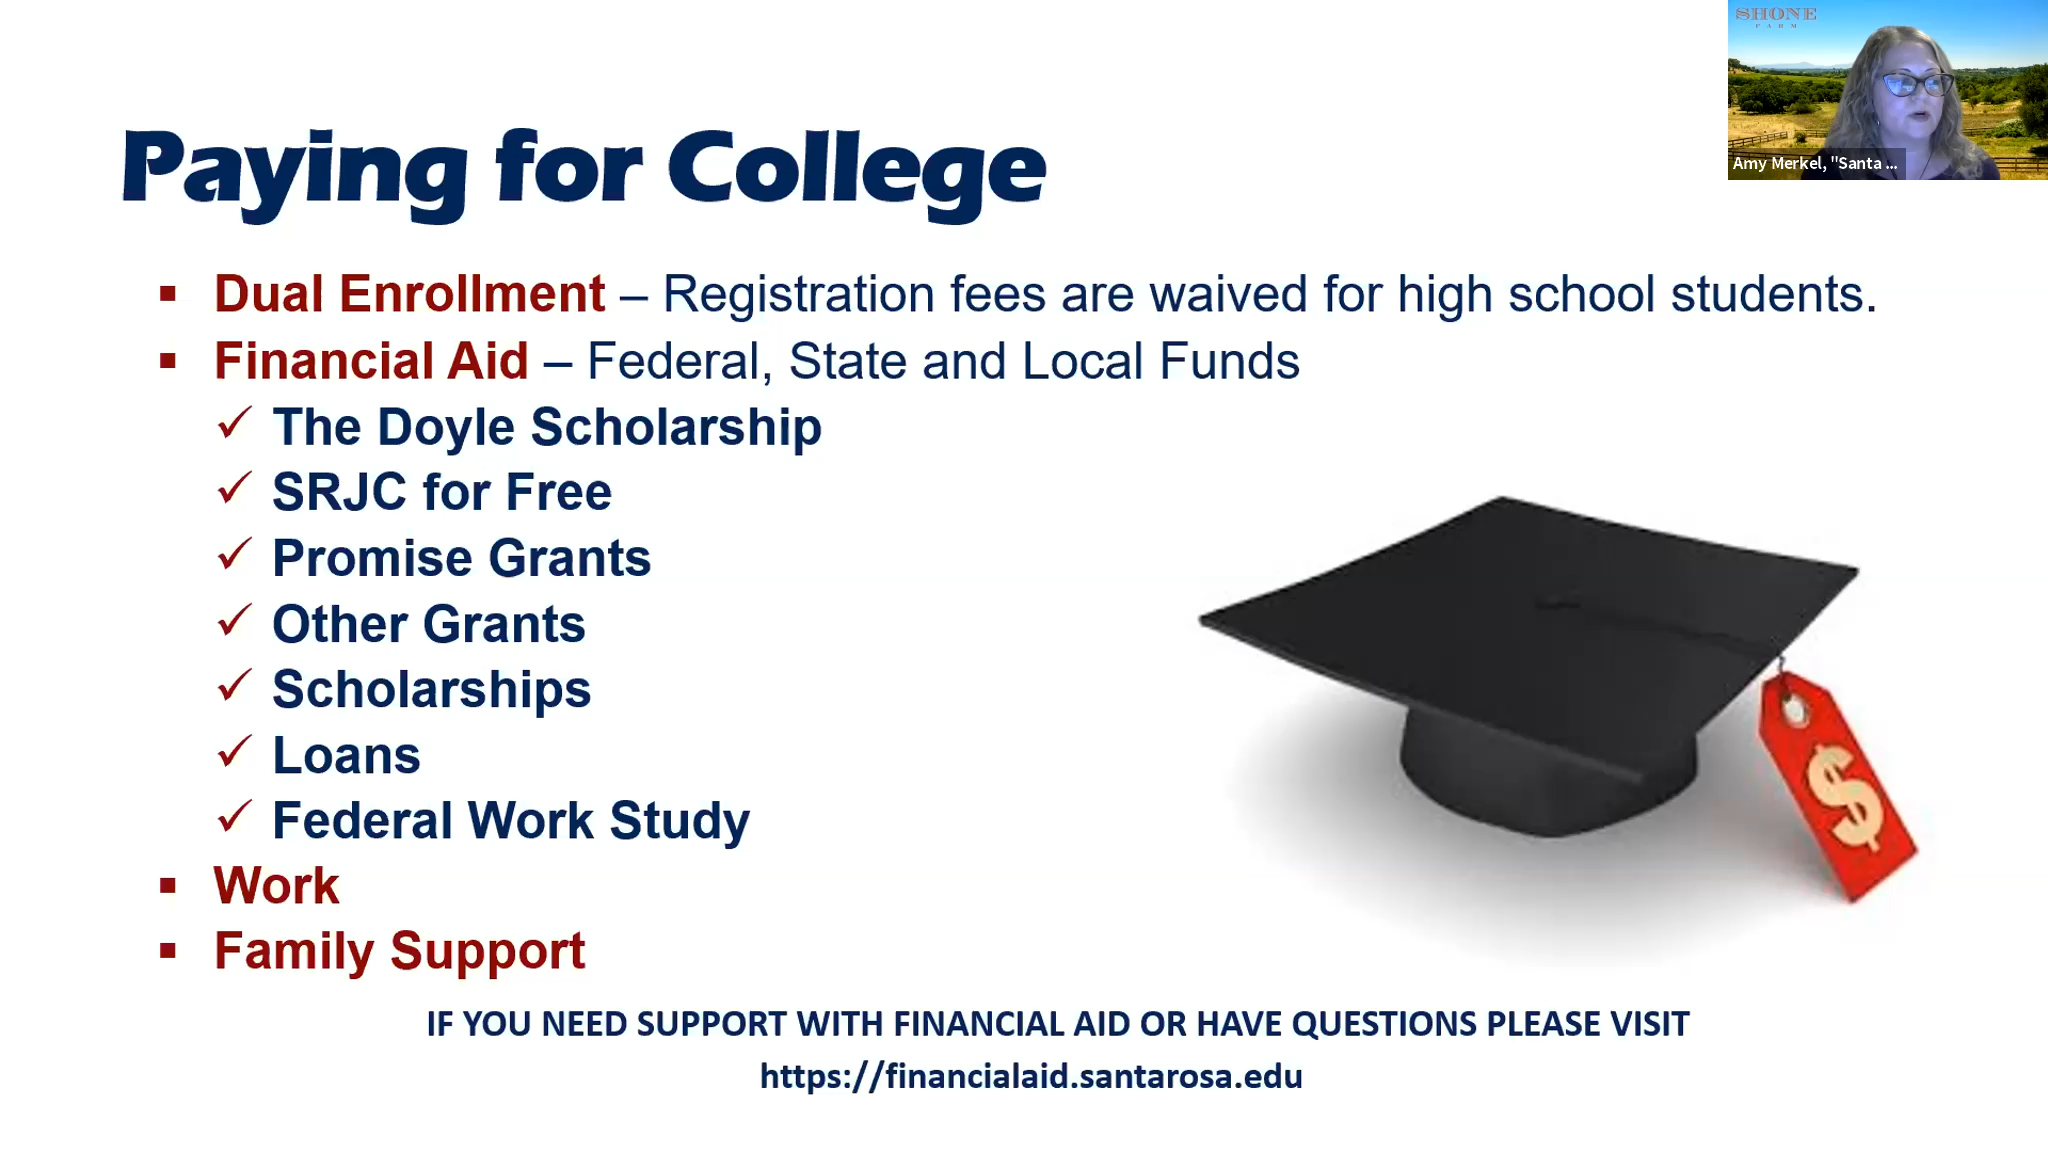 SHONE
FARM
Amy Merkel, "Santa ...
Paying for College
▪ Dual Enrollment – Registration fees are waived for high school students.
▪ Financial Aid – Federal, State and Local Funds
✓ The Doyle Scholarship
✓ SRJC for Free
✓ Promise Grants
✓ Other Grants
✓ Scholarships
✓ Loans
✓ Federal Work Study
▪ Work
▪ Family Support
$
IF YOU NEED SUPPORT WITH FINANCIAL AID OR HAVE QUESTIONS PLEASE VISIT
https://financialaid.santarosa.edu